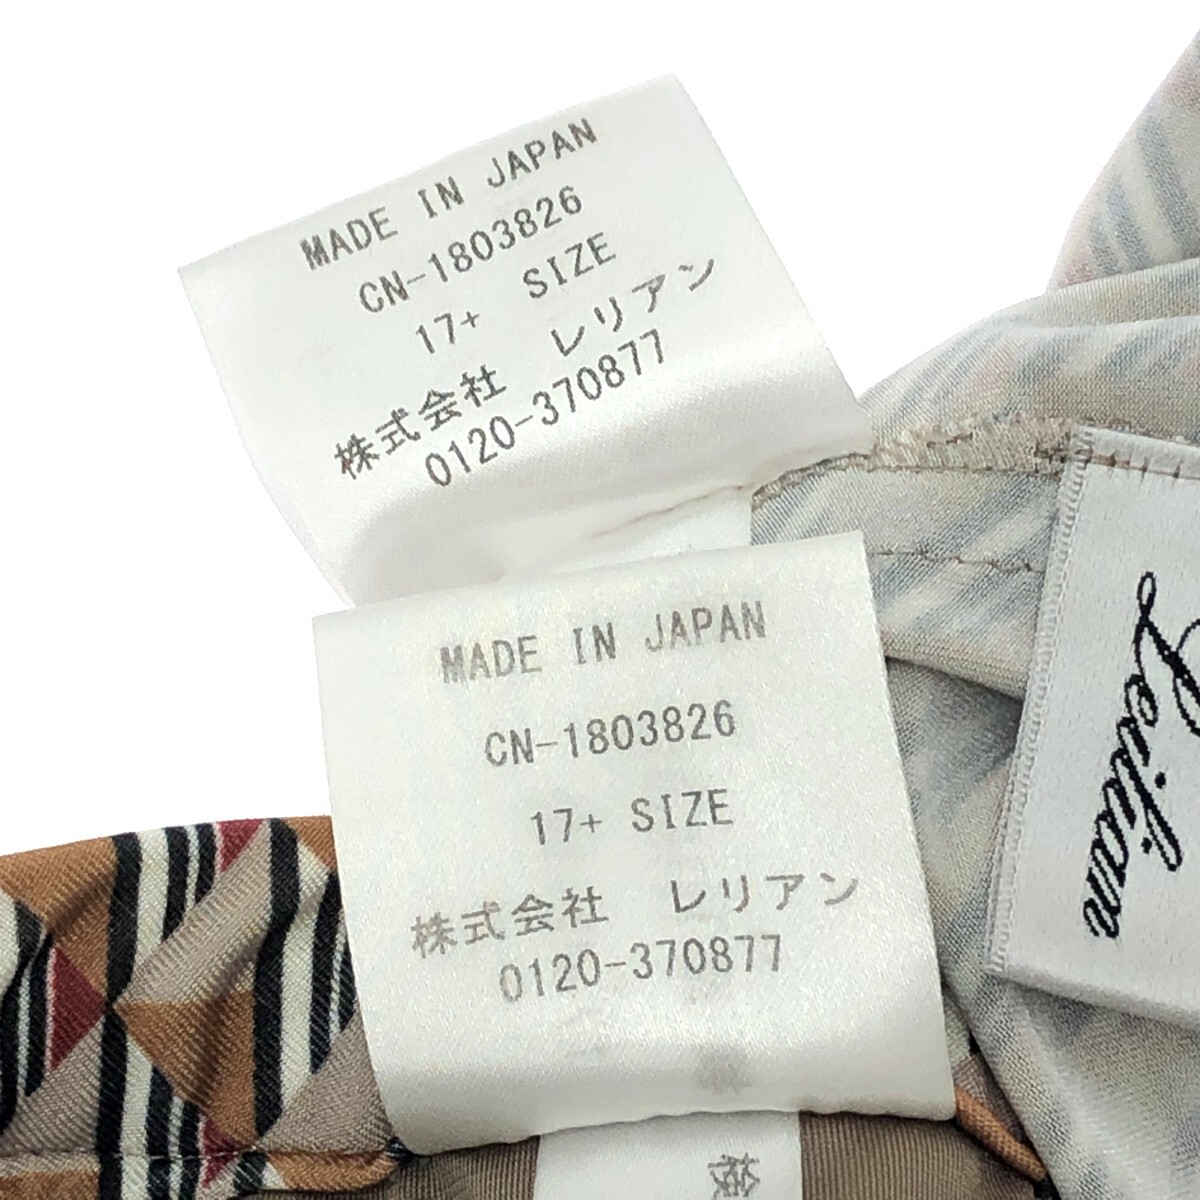 MADE IN JAPAN
CN-1803826
17+ SIZE
株式会社 レリアン
0120-370877
MADE IN JAPAN
CN-1803826
17+ SIZE
株式会社 レリアン
0120-370877
Leilian